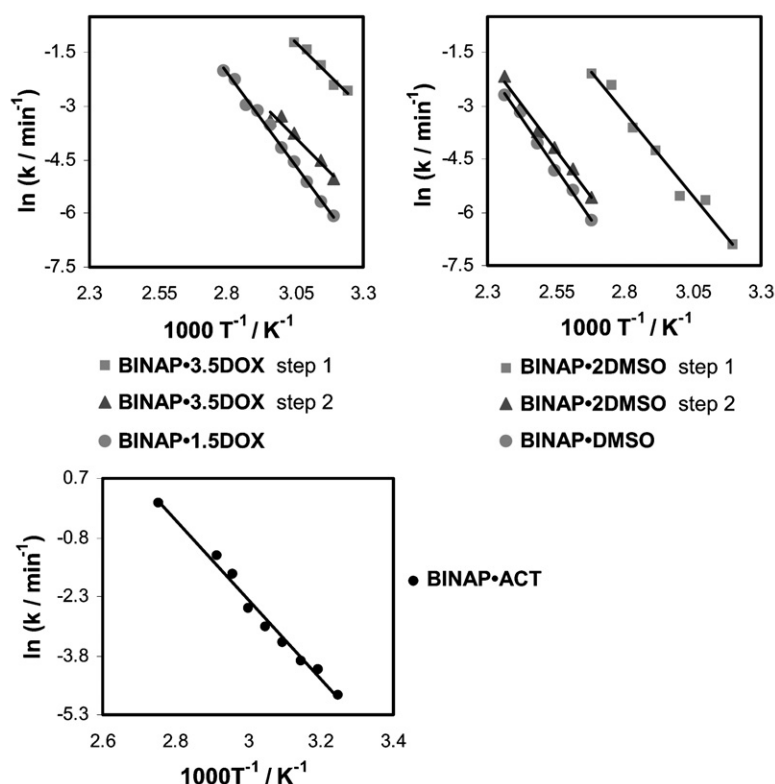 -1.5
-3
-4.5
-6
-7.5
ln (k / min⁻¹)
2.3 2.55 2.8 3.05 3.3
1000 T⁻¹ / K⁻¹
■ BINAP•3.5DOX step 1
▲ BINAP•3.5DOX step 2
● BINAP•1.5DOX
-1.5
-3
-4.5
-6
-7.5
ln (k / min⁻¹)
2.3 2.55 2.8 3.05 3.3
1000 T⁻¹ / K⁻¹
■ BINAP•2DMSO step 1
▲ BINAP•2DMSO step 2
● BINAP•DMSO
0.7
-0.8
-2.3
-3.8
-5.3
ln (k / min⁻¹)
2.6 2.8 3 3.2 3.4
1000T⁻¹ / K⁻¹
● BINAP•ACT